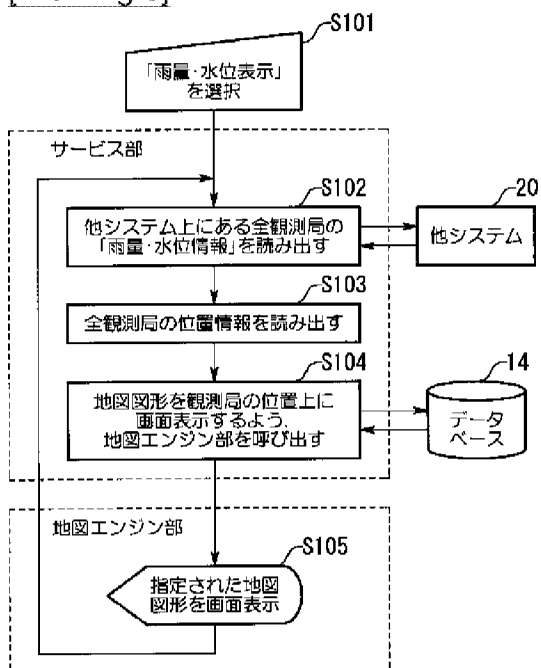 S101
「雨量・水位表示」
を選択
サービス部
S102
他システム上にある全観測局の
「雨量・水位情報」を読み出す
20
他システム
S103
全観測局の位置情報を読み出す
S104
地図図形を観測局の位置上に
画面表示するよう、
地図エンジン部を呼び出す
14
データ
ベース
地図エンジン部
S105
指定された地図
図形を画面表示